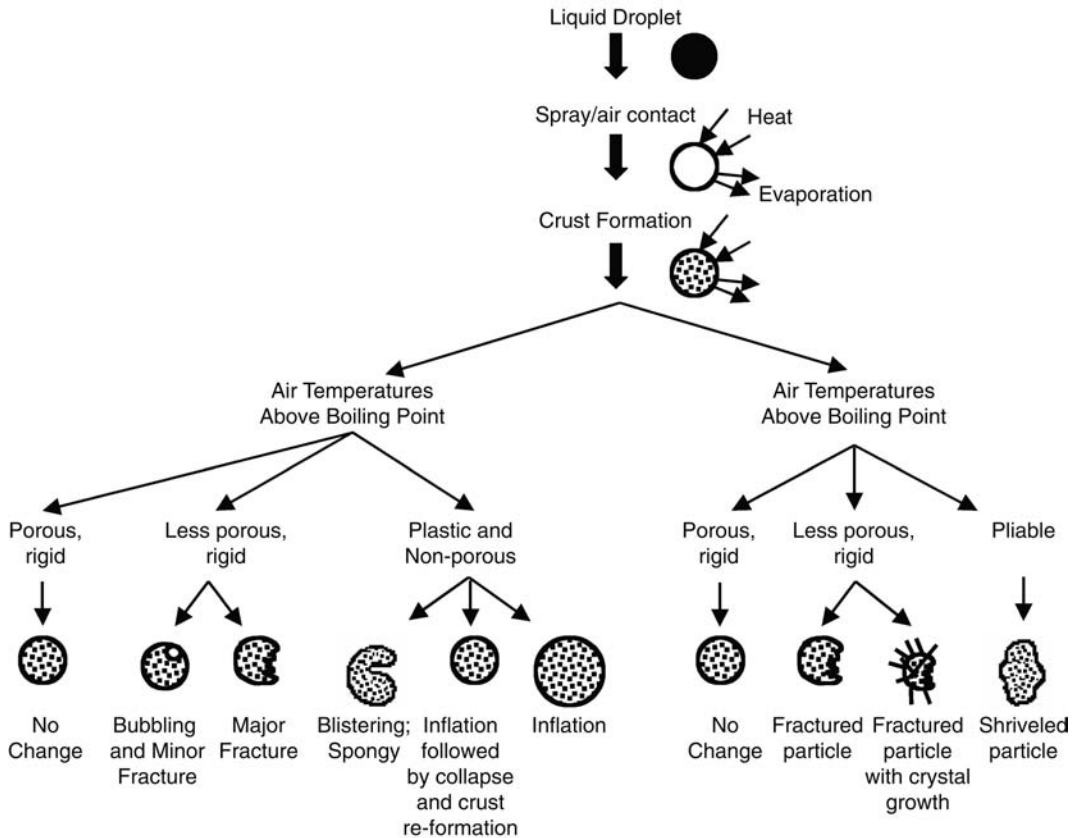 Liquid Droplet
Spray/air contact
Heat
Evaporation
Crust Formation
Air Temperatures
Above Boiling Point
Air Temperatures
Above Boiling Point
Porous,
rigid
Less porous,
rigid
Plastic and
Non-porous
Porous,
rigid
Less porous,
rigid
Pliable
No
Change
Bubbling
and Minor
Fracture
Major
Fracture
Blistering;
Spongy
Inflation
followed
by collapse
and crust
re-formation
Inflation
No
Change
Fractured
particle
Fractured
particle
with crystal
growth
Shriveled
particle